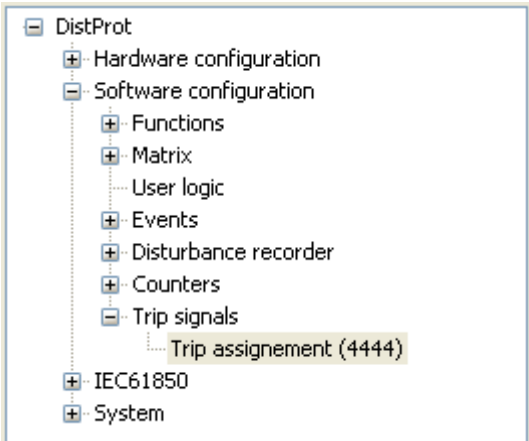 DistProt
Hardware configuration
Software configuration
Functions
Matrix
User logic
Events
Disturbance recorder
Counters
Trip signals
Trip assignement (4444)
IEC61850
System